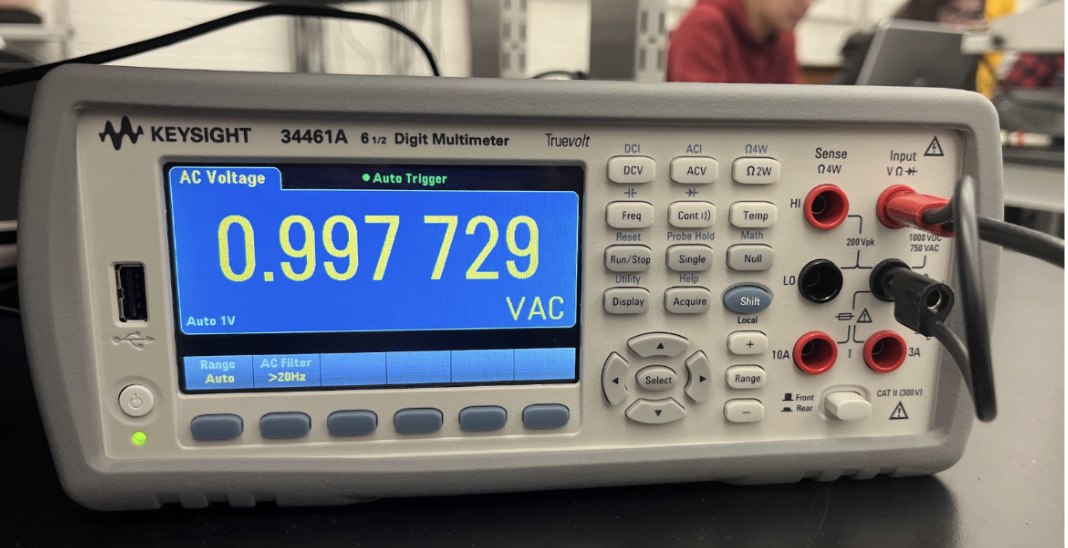 KEYSIGHT 34461A 6 1/2 Digit Multimeter Truevolt
AC Voltage
Auto Trigger
0.997 729
VAC
Auto 1V
Range
Auto
AC Filter
>20Hz
DCI
ACI
Ω4W
DCV
ACV
Ω2W
Freq
Cont
Temp
Reset
Probe Hold
Math
Run/Stop
Single
Null
Utility
Help
Display
Acquire
Shift
Local
Select
+
Range
−
Sense
Ω4W
Input
VΩ
HI
200 Vpk
1000 VDC
750 VAC
LO
10A
I
3A
Front
Rear
CAT II (300V)